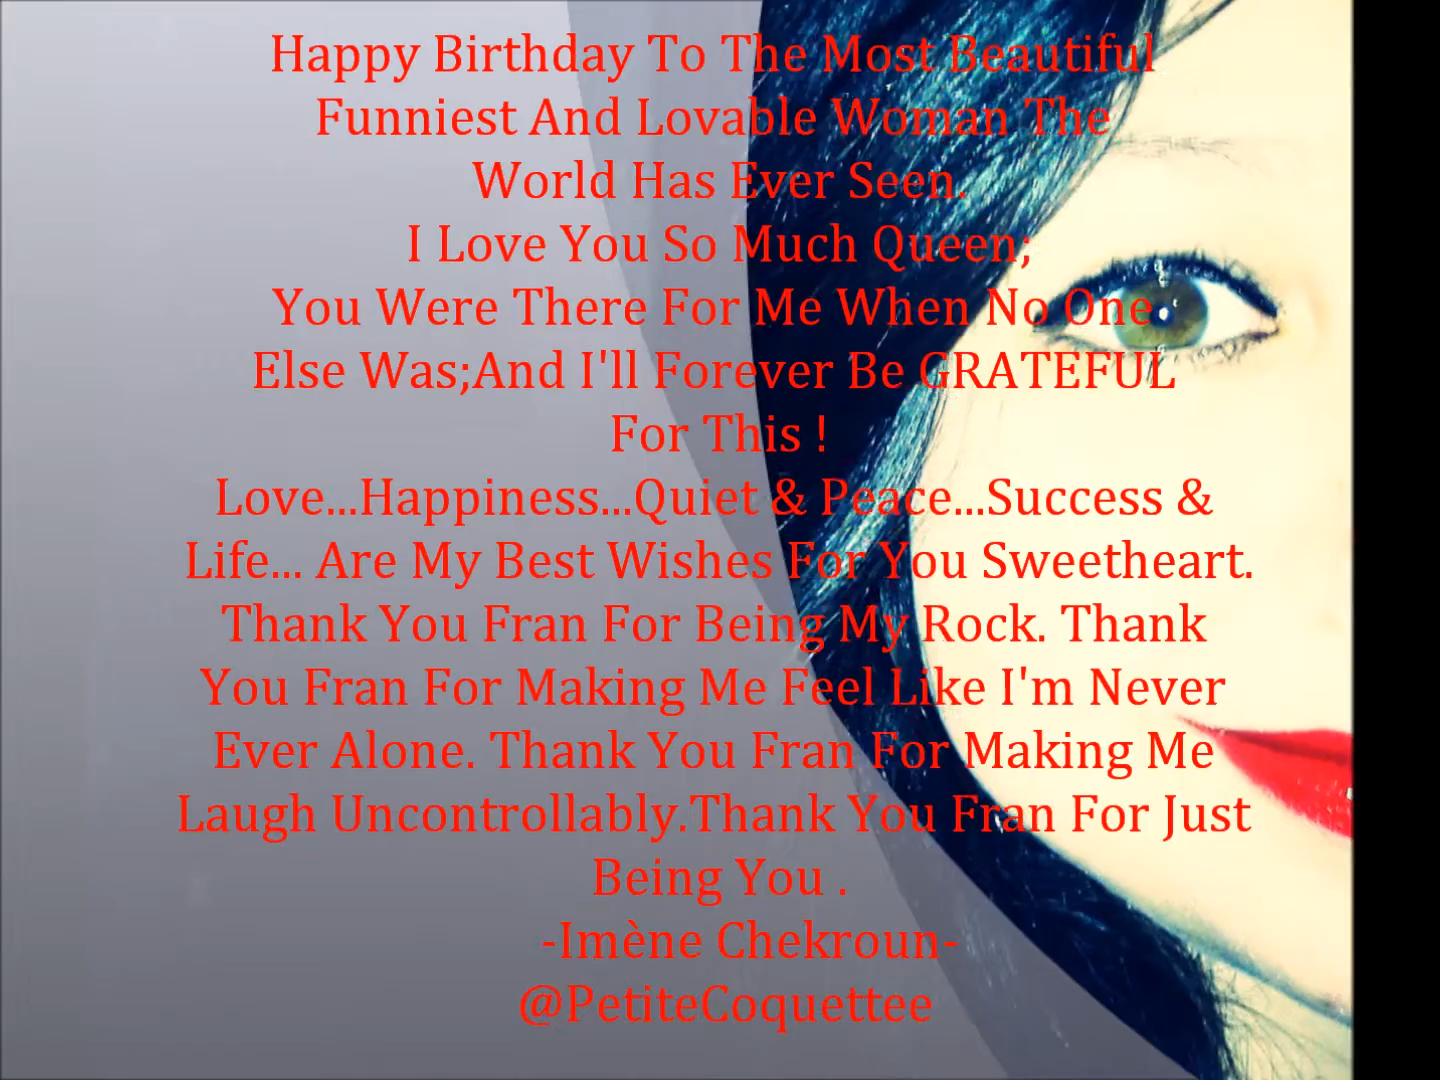 Happy Birthday To The Most Beautiful
Funniest And Lovable Woman The
World Has Ever Seen.
I Love You So Much Queen;
You Were There For Me When No One
Else Was;And I'll Forever Be GRATEFUL
For This !
Love...Happiness...Quiet & Peace...Success &
Life... Are My Best Wishes For You Sweetheart.
Thank You Fran For Being My Rock. Thank
You Fran For Making Me Feel Like I'm Never
Ever Alone. Thank You Fran For Making Me
Laugh Uncontrollably.Thank You Fran For Just
Being You .
-Imène Chekroun-
@PetiteCoquettee